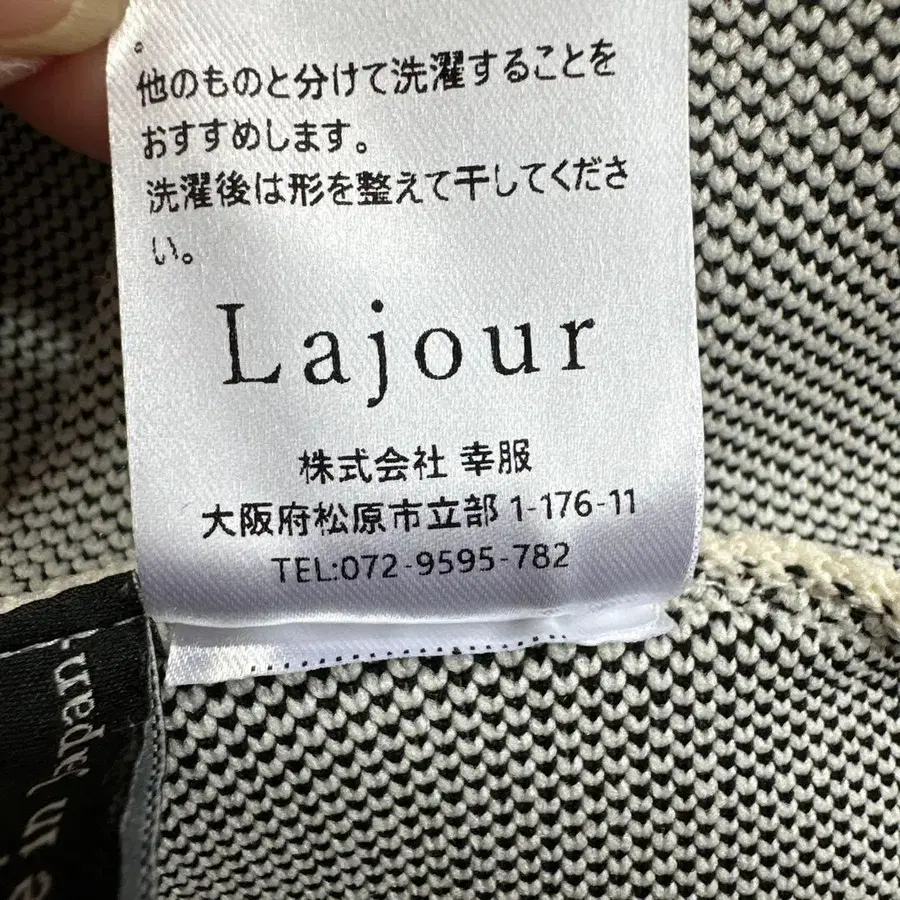 。
他のものと分けて洗濯することを
おすすめします。
洗濯後は形を整えて干してくださ
い。
Lajour
株式会社 幸服
大阪府松原市立部 1-176-11
TEL:072-9595-782
e in Japan